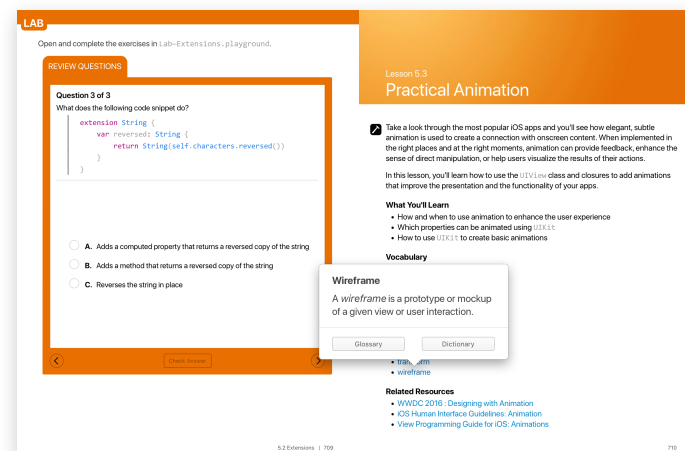 LAB
Open and complete the exercises in Lab-Extensions.playground.
REVIEW QUESTIONS
Question 3 of 3
What does the following code snippet do?
extension String {
var reversed: String {
return String(self.characters.reversed())
}
}
A. Adds a computed property that returns a reversed copy of the string
B. Adds a method that returns a reversed copy of the string
C. Reverses the string in place
Check Answer
5.2 Extensions | 709
Lesson 5.3
Practical Animation
Take a look through the most popular iOS apps and you'll see how elegant, subtle
animation is used to create a connection with onscreen content. When implemented in
the right places and at the right moments, animation can provide feedback, enhance the
sense of direct manipulation, or help users visualize the results of their actions.
In this lesson, you'll learn how to use the UIView class and closures to add animations
that improve the presentation and the functionality of your apps.
What You'll Learn
• How and when to use animation to enhance the user experience
• Which properties can be animated using UIKit
• How to use UIKit to create basic animations
Vocabulary
Wireframe
A wireframe is a prototype or mockup
of a given view or user interaction.
Glossary
Dictionary
• wireframe
Related Resources
• WWDC 2016 : Designing with Animation
• iOS Human Interface Guidelines: Animation
• View Programming Guide for iOS: Animations
710